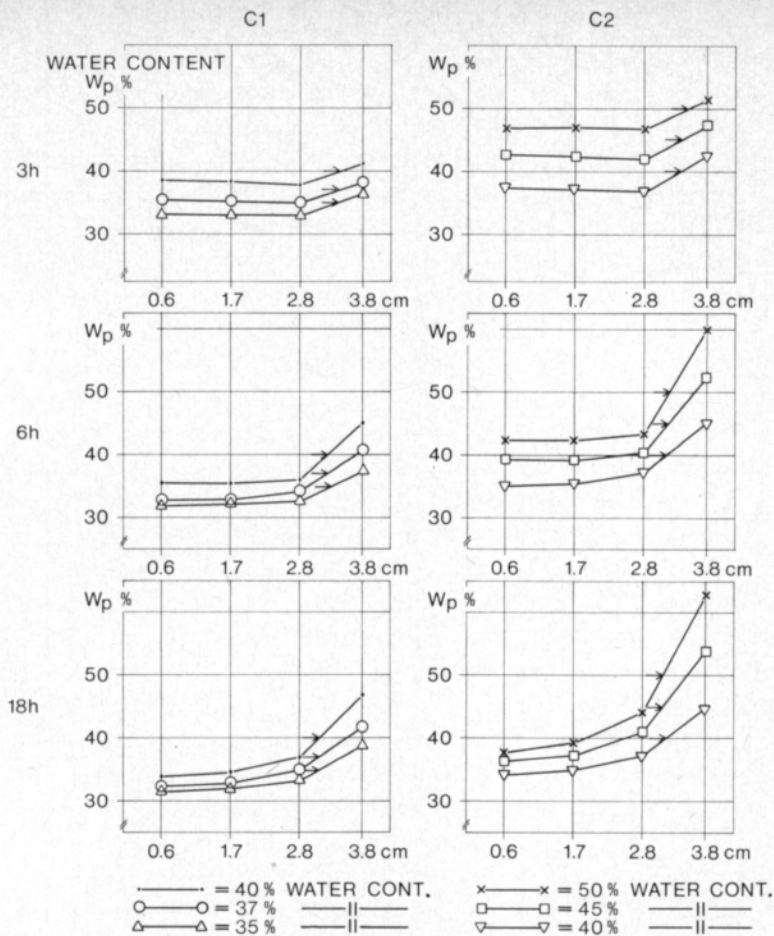 C1 C2
WATER CONTENT
Wp % Wp %
50 50
3h 40 40
30 30
0.6 1.7 2.8 3.8 cm 0.6 1.7 2.8 3.8 cm
Wp % Wp %
50 50
6h 40 40
30 30
0.6 1.7 2.8 3.8 cm 0.6 1.7 2.8 3.8 cm
Wp % Wp %
50 50
18h 40 40
30 30
0.6 1.7 2.8 3.8 cm 0.6 1.7 2.8 3.8 cm
= 40 % WATER CONT. = 50 % WATER CONT.
= 37 % —ll— = 45 % —ll—
= 35 % —ll— = 40 % —ll—